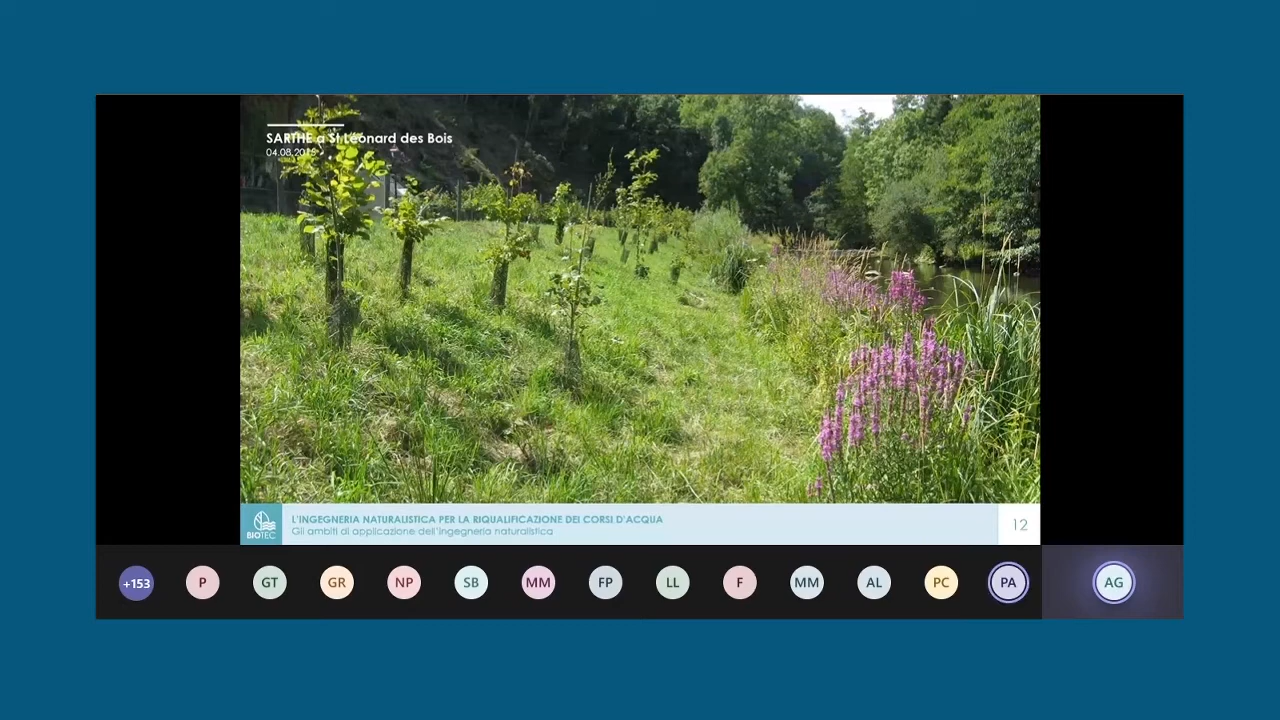 SARTHE a St Léonard des Bois
BIOTEC
L'INGEGNERIA NATURALISTICA PER LA RIQUALIFICAZIONE DEI CORSI D'ACQUA
Gli ambiti di applicazione dell'ingegneria naturalistica
12
+153
P
GT
GR
NP
SB
MM
FP
LL
F
MM
AL
PC
PA
AG